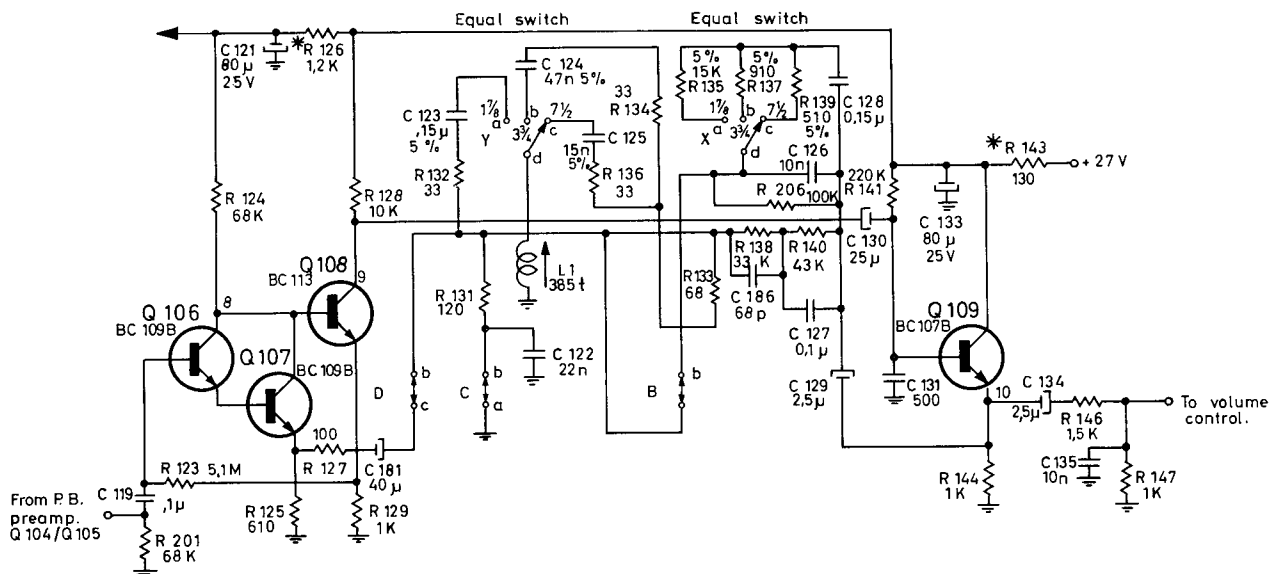 Equal switch
Equal switch
C 121
80 µ
25 V
* R 126
1,2 K
C 124
47 n 5%
33
R 134
5%
15 K
R 135
5%
910
R 137
R 139
510
5%
C 128
0,15 µ
C 123
,15 µ
5 %
1⅞
a
Y
b
3¾
7½
c
d
C 125
15 n
5%
1⅞
X a
b
3¾
7½
c
d
C 126
10 n
* R 143
130
+ 27 V
R 132
33
R 136
33
R 206
100K
220 K
R 141
R 124
68 K
R 128
10 K
C 130
25 µ
C 133
80 µ
25 V
Q 108
BC 113
9
L 1
385 t
R 138
33 K
R 140
43 K
R 133
68
C 186
68 p
8
Q 106
BC 109 B
Q 107
BC 109 B
R 131
120
C 122
22 n
C 127
0,1 µ
Q 109
BC 107 B
D
b
c
C
b
a
B
b
C 129
2,5 µ
C 131
500
10
C 134
2,5 µ
R 146
1,5 K
To volume
control.
100
R 127
C 181
40 µ
R 123 5,1 M
C 119
,1 µ
From P.B.
preamp.
Q 104/Q 105
R 201
68 K
R 125
610
R 129
1 K
R 144
1 K
C 135
10 n
R 147
1 K